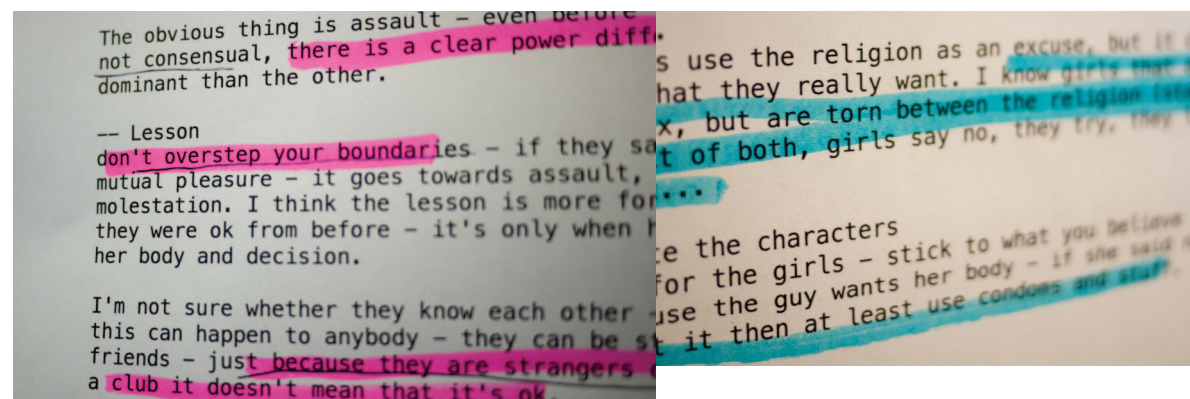 The obvious thing is assault – even before
not consensual, there is a clear power diff
dominant than the other.
–– Lesson
don't overstep your boundaries – if they sa
mutual pleasure – it goes towards assault,
molestation. I think the lesson is more for
they were ok from before – it's only when h
her body and decision.
I'm not sure whether they know each other –
this can happen to anybody – they can be st
friends – just because they are strangers
a club it doesn't mean that it's ok.
s use the religion as an excuse, but it
hat they really want. I know girls that
x, but are torn between the religion
t of both, girls say no, they try, they
...
te the characters
for the girls – stick to what you believe
use the guy wants her body – if she said
t it then at least use condoms and stuff.